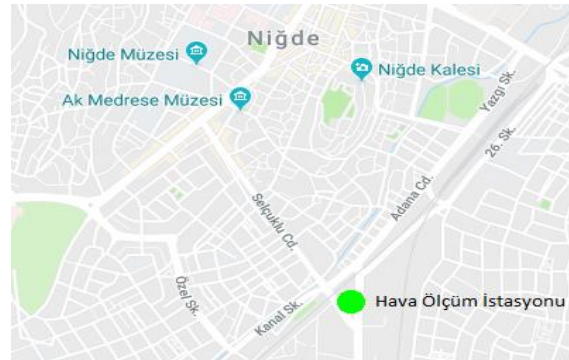 Niğde
Niğde Müzesi
Niğde Kalesi
Ak Medrese Müzesi
Yazgı Sk.
26. Sk.
Selçuklu Cd.
Adana Cd.
Özel Sk.
Kanal Sk.
Hava Ölçüm İstasyonu